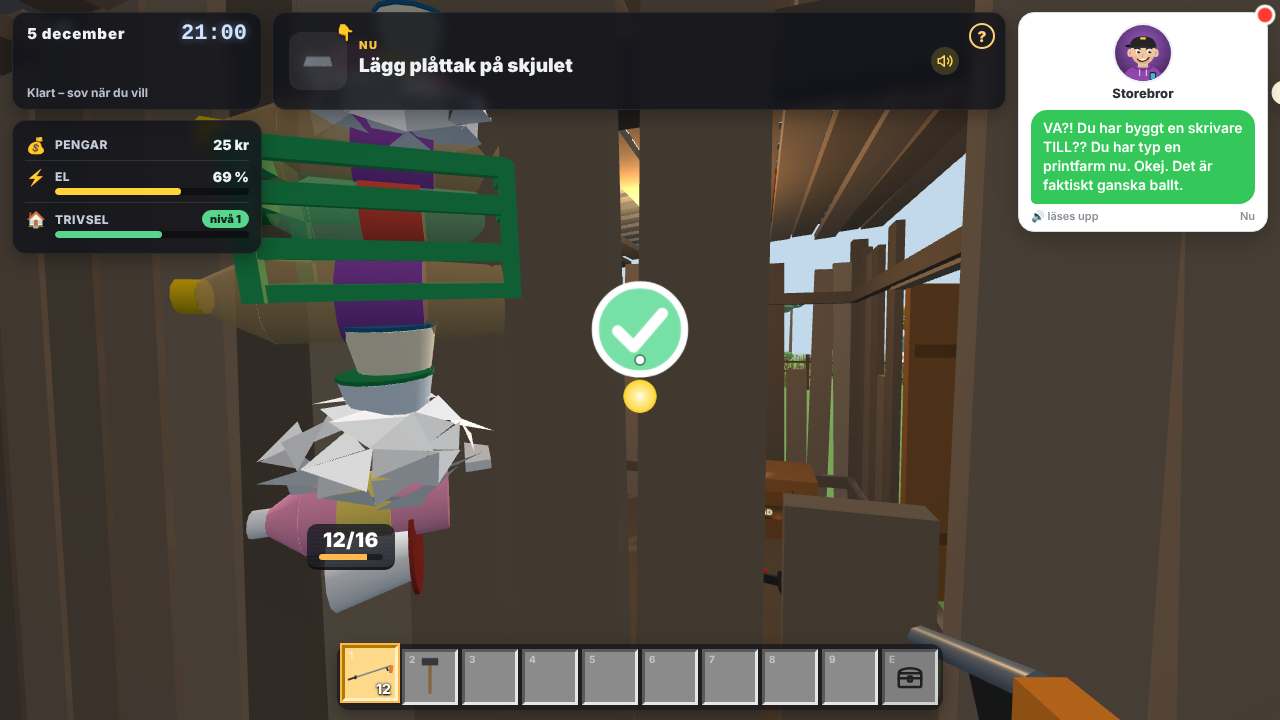 5 december
21:00
Klart – sov när du vill
NU
Lägg plåttak på skjulet
?
PENGAR
25 kr
EL
69 %
TRIVSEL
nivå 1
Storebror
VA?! Du har byggt en skrivare
TILL?? Du har typ en
printfarm nu. Okej. Det är
faktiskt ganska ballt.
läses upp
Nu
12/16
1
12
2
3
4
5
6
7
8
9
E